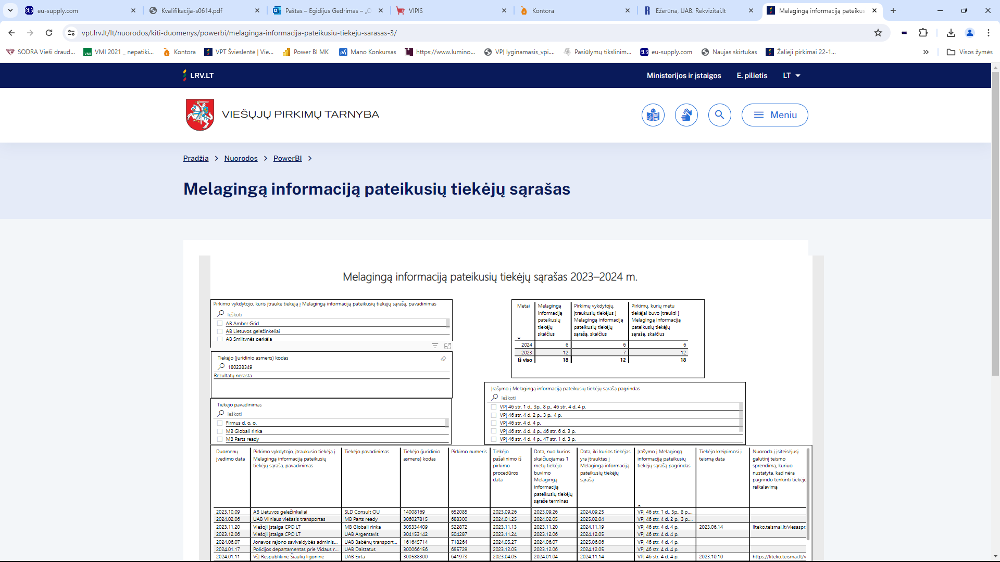 eu-supply.com
Kvalifikacija-s0614.pdf
Paštas – Egidijus Gedrimas – „O
VIPIS
Kontora
Ežerūna, UAB. Rekvizitai.lt
Melagingą informaciją pateikus
vpt.lrv.lt/lt/nuorodos/kiti-duomenys/powerbi/melaginga-informacija-pateikusiu-tiekeju-sarasas-3/
SODRA Vieši draud...
VMI 2021 _ nepatiki...
Kontora
VPT Švieslentė | Vie...
Power BI MK
Mano Konkursas
https://www.lumino...
VPĮ lyginamasis_vpi....
Pasiūlymų tikslinim...
eu-supply.com
Naujas skirtukas
Žalieji pirkimai 22-1...
Visos žymės
LRV.LT
Ministerijos ir įstaigos
E. pilietis
LT
VIEŠŲJŲ PIRKIMŲ TARNYBA
Meniu
Pradžia
Nuorodos
PowerBI
Melagingą informaciją pateikusių tiekėjų sąrašas
Melagingą informaciją pateikusių tiekėjų sąrašas 2023–2024 m.
Pirkimo vykdytojo, kuris įtraukė tiekėją į Melagingą informaciją pateikusių tiekėjų sąrašą, pavadinimas
Ieškoti
AB Amber Grid
AB Lietuvos geležinkeliai
AB Smiltynės perkėla
Tiekėjo (juridinio asmens) kodas
180238349
Rezultatų nerasta
Tiekėjo pavadinimas
Ieškoti
Firmus d. o. o.
MB Globali rinka
MB Parts ready
Metai
Melagingą informaciją pateikusių tiekėjų skaičius
Pirkimų vykdytojų, įtraukusių tiekėjus į Melagingą informaciją pateikusių tiekėjų sąrašą, skaičius
Pirkimų, kurių metu tiekėjai buvo įtraukti į Melagingą informaciją pateikusių tiekėjų sąrašą, skaičius
2024 6 6 6
2023 12 7 12
Iš viso 18 12 18
Įrašymo į Melagingą informaciją pateikusių tiekėjų sąrašą pagrindas
Ieškoti
VPĮ 46 str. 1 d., 3p., 8 p., 46 str. 4 d. 4 p.
VPĮ 46 str. 4 d. 2 p., 3 p., 4 p.
VPĮ 46 str. 4 d. 4 p.
VPĮ 46 str. 4 d. 4 p., 46 str. 6 d. 3 p.
VPĮ 46 str. 4 d. 4 p., 47 str. 1 d. 3 p.
Duomenų įvedimo data
Pirkimo vykdytojo, įtraukusio tiekėją į Melagingą informaciją pateikusių tiekėjų sąrašą, pavadinimas
Tiekėjo pavadinimas
Tiekėjo (juridinio asmens) kodas
Pirkimo numeris
Tiekėjo pašalinimo iš pirkimo procedūros data
Data, nuo kurios skaičiuojamas 1 metų tiekėjo buvimo Melagingą informaciją pateikusių tiekėjų sąraše terminas
Data, iki kurios tiekėjas yra įtrauktas į Melagingą informaciją pateikusių tiekėjų sąrašą
Įrašymo į Melagingą informaciją pateikusių tiekėjų sąrašą pagrindas
Tiekėjo kreipimosi į teismą data
Nuoroda į įsiteisėjusį galutinį teismo sprendimą, kuriuo nustatyta, kad nėra pagrindo tenkinti tiekėjo reikalavimą
2023.10.09 AB Lietuvos geležinkeliai SLD Consult OU 14008169 652085 2023.09.26 2023.09.26 2024.09.25 VPĮ 46 str. 1 d., 3p., 8 p....
2024.02.06 UAB Vilniaus viešasis transportas MB Parts ready 306027815 688300 2024.01.25 2024.02.05 2025.02.04 VPĮ 46 str. 4 d. 2 p., 3 p....
2023.11.20 Viešoji įstaiga CPO LT MB Globali rinka 305334409 522872 2023.11.13 2023.11.20 2024.11.19 VPĮ 46 str. 4 d. 4 p. 2023.06.14 liteko.teismai.lt/viesaspr.
2023.12.06 Viešoji įstaiga CPO LT UAB Argentavis 304153142 504287 2023.11.24 2023.12.06 2024.12.05 VPĮ 46 str. 4 d. 4 p.
2024.06.07 Jonavos rajono savivaldybės adminis... UAB Babėnų transport... 161645714 718264 2024.05.27 2024.06.07 2025.06.06 VPĮ 46 str. 4 d. 4 p.
2024.01.17 Policijos departamentas prie Vidaus r... UAB Daistatus 300066156 685729 2023.12.05 2023.12.06 2024.12.05 VPĮ 46 str. 4 d. 4 p.
2024.01.11 VšĮ Respublikinė Šiaulių ligoninė UAB Eirta 300588300 641973 2023.04.05 2024.01.04 2024.11.14 VPĮ 46 str. 4 d. 4 p. 2023.10.10 https://liteko.teismai.lt/v